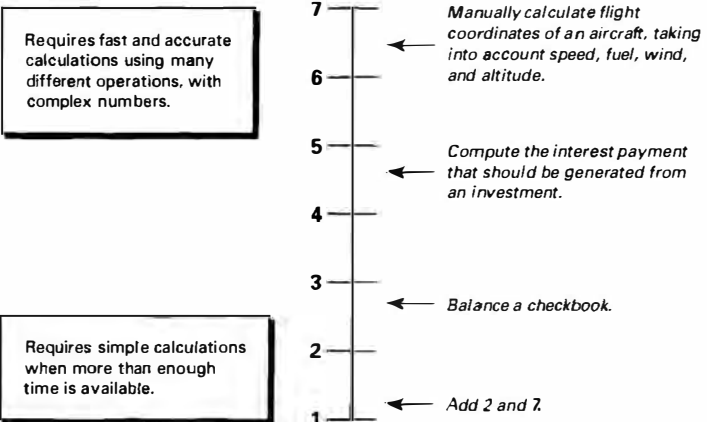 7
Manually calculate flight
coordinates of an aircraft, taking
into account speed, fuel, wind,
and altitude.
Requires fast and accurate
calculations using many
different operations, with
complex numbers.
6
5
Compute the interest payment
that should be generated from
an investment.
4
3
Balance a checkbook.
Requires simple calculations
when more than enough
time is available.
2
Add 2 and 7.
1